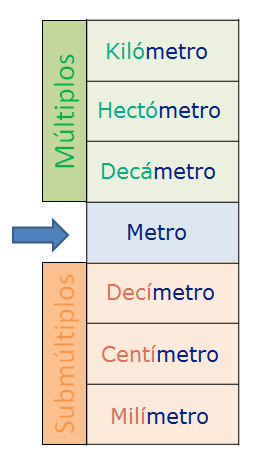 Múltiplos
Kilómetro
Hectómetro
Decámetro
Metro
Submúltiplos
Decímetro
Centímetro
Milímetro